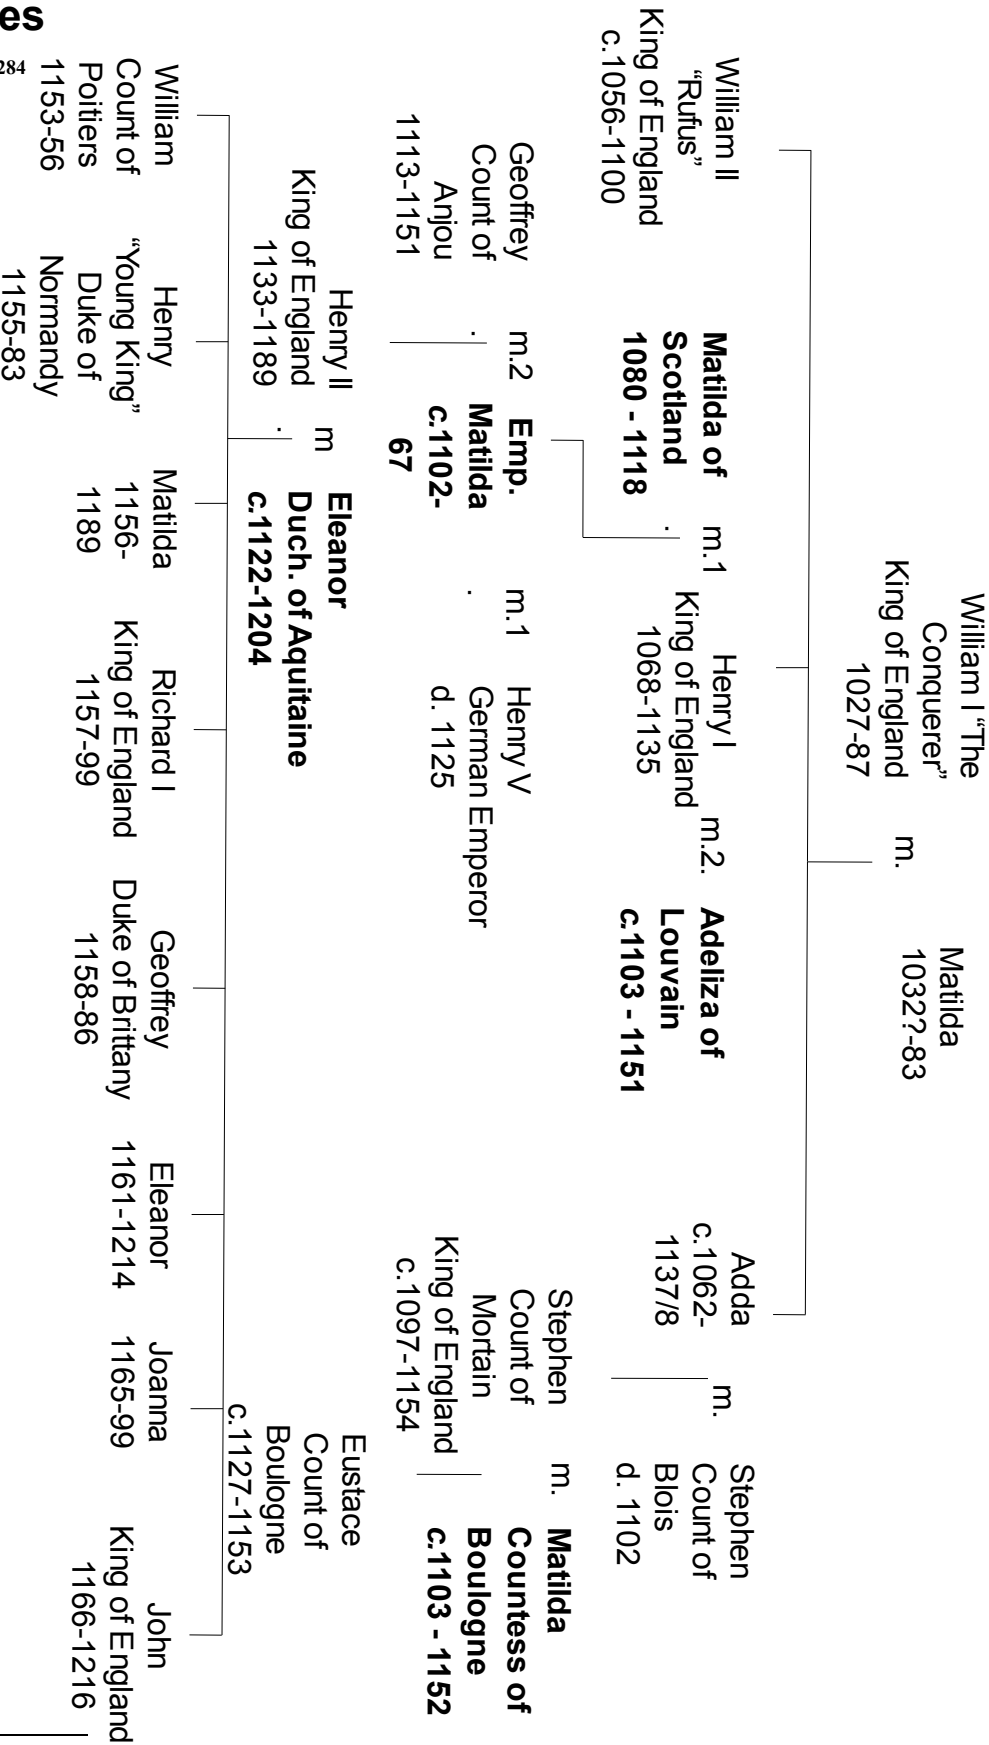 es
284
William I “The
Conquerer”
King of England
1027-87
m.
Matilda
1032?-83
William II
“Rufus”
King of England
c.1056-1100
Matilda of
Scotland
1080 - 1118
m.1
.
Henry I
King of England
1068-1135
m.2.
Adeliza of
Louvain
c.1103 - 1151
Adda
c.1062-
1137/8
m.
Stephen
Count of
Blois
d. 1102
Geoffrey
Count of
Anjou
1113-1151
m.2
.
Emp.
Matilda
c.1102-
67
m.1
.
Henry V
German Emperor
d. 1125
Stephen
Count of
Mortain
King of England
c.1097-1154
m.
Matilda
Countess of
Boulogne
c.1103 - 1152
Henry II
King of England
1133-1189
m
.
Eleanor
Duch. of Aquitaine
c.1122-1204
Eustace
Count of
Boulogne
c.1127-1153
William
Count of
Poitiers
1153-56
Henry
“Young King”
Duke of
Normandy
1155-83
Matilda
1156-
1189
Richard I
King of England
1157-99
Geoffrey
Duke of Brittany
1158-86
Eleanor
1161-1214
Joanna
1165-99
John
King of England
1166-1216